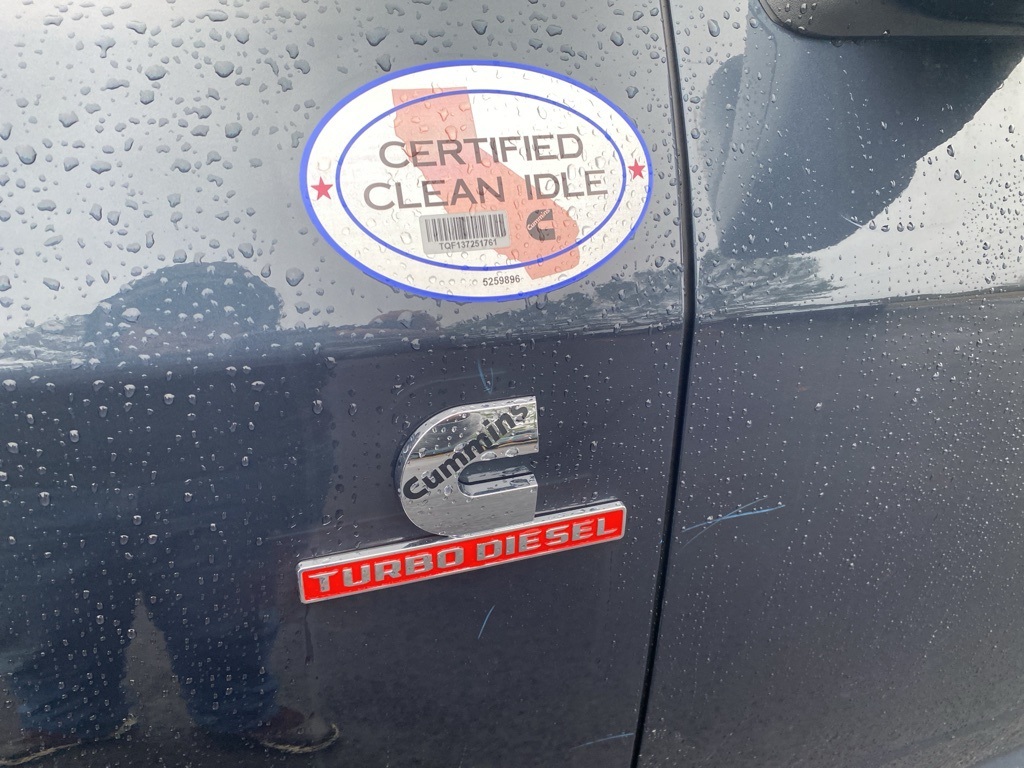 CERTIFIED
CLEAN IDLE
TQF137251761
5259896
Cummins
TURBO DIESEL